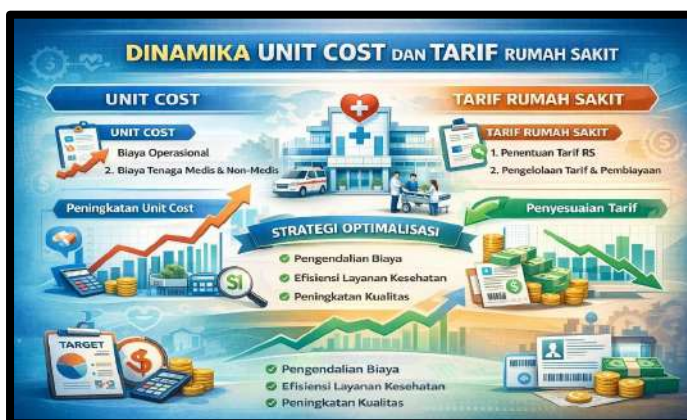 DINAMIKA UNIT COST DAN TARIF RUMAH SAKIT
UNIT COST
UNIT COST
Biaya Operasional
2. Biaya Tenaga Medis & Non-Medis
Peningkatan Unit Cost
TARIF RUMAH SAKIT
TARIF RUMAH SAKIT
1. Penentuan Tarif RS
2. Pengelolaan Tarif & Pembiayaan
Penyesuaian Tarif
STRATEGI OPTIMALISASI
Pengendalian Biaya
Efisiensi Layanan Kesehatan
Peningkatan Kualitas
SI
TARGET
Pengendalian Biaya
Efisiensi Layanan Kesehatan
Peningkatan Kualitas